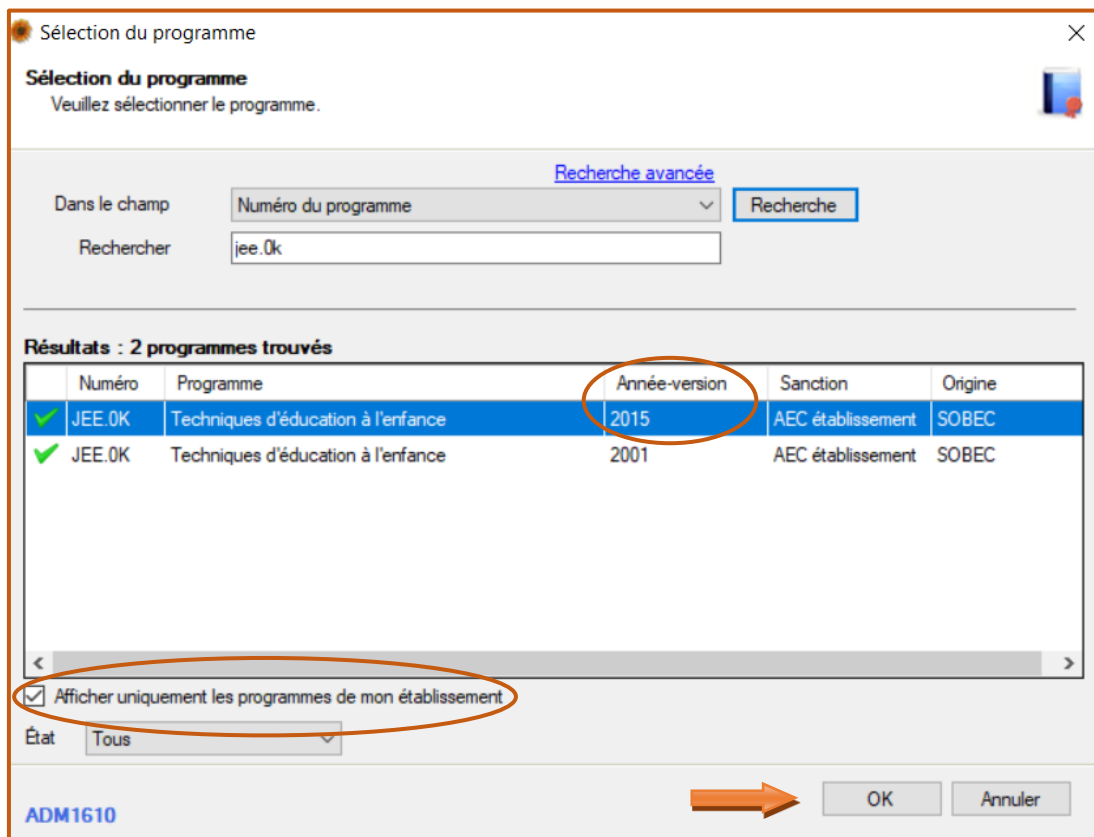 Sélection du programme
Sélection du programme
Veuillez sélectionner le programme.
Recherche avancée
Dans le champ Numéro du programme Recherche
Rechercher jee.0k
Résultats : 2 programmes trouvés
Numéro Programme Année-version Sanction Origine
JEE.0K Techniques d'éducation à l'enfance 2015 AEC établissement SOBEC
JEE.0K Techniques d'éducation à l'enfance 2001 AEC établissement SOBEC
Afficher uniquement les programmes de mon établissement
État Tous
OK Annuler
ADM1610